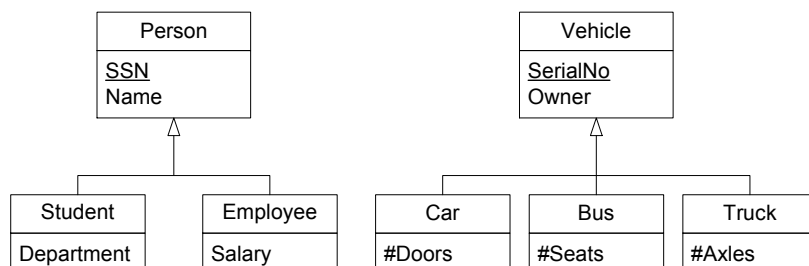 Person
SSN
Name
Vehicle
SerialNo
Owner
Student
Department
Employee
Salary
Car
#Doors
Bus
#Seats
Truck
#Axles